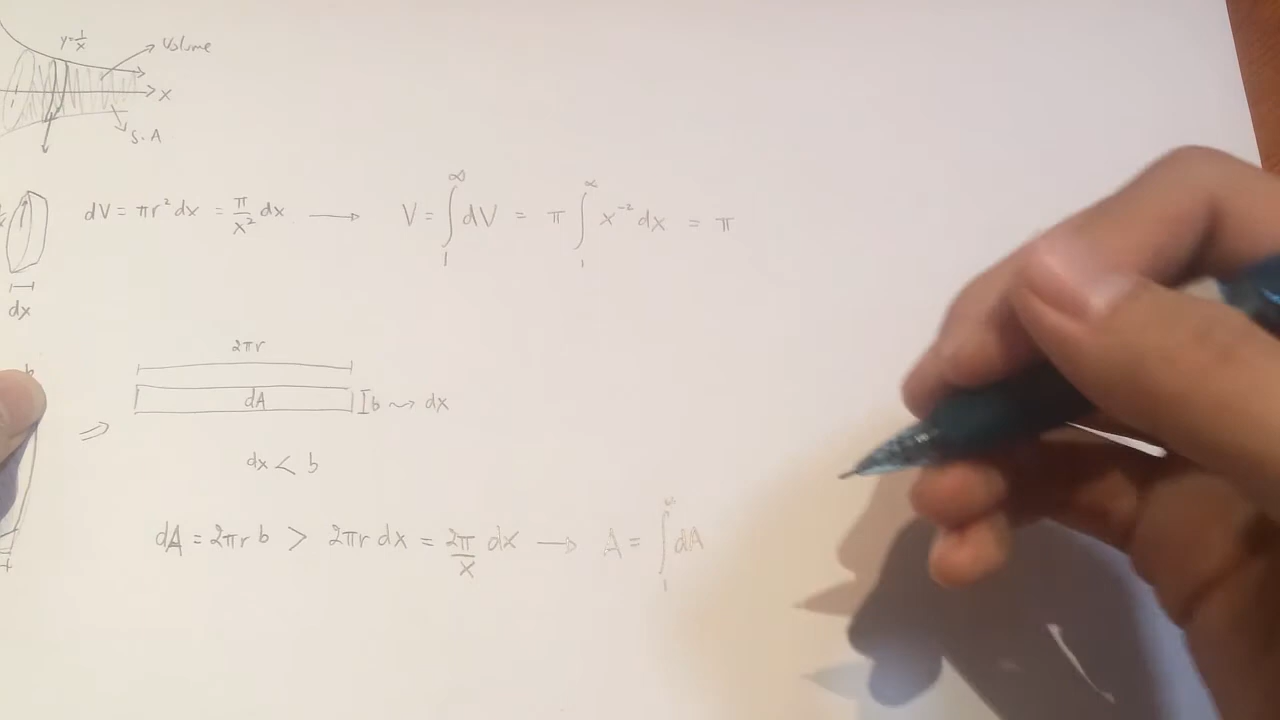 y=1/x
Volume
x
S.A
dV = πr² dx = π/x² dx ⟶ V = ∫₁^∞ dV = π ∫₁^∞ x⁻² dx = π
dx
2πr
dA
b ⇝ dx
⇒
dx < b
dA = 2πr b > 2πr dx = 2π/x dx ⟶ A = ∫₁^∞ dA